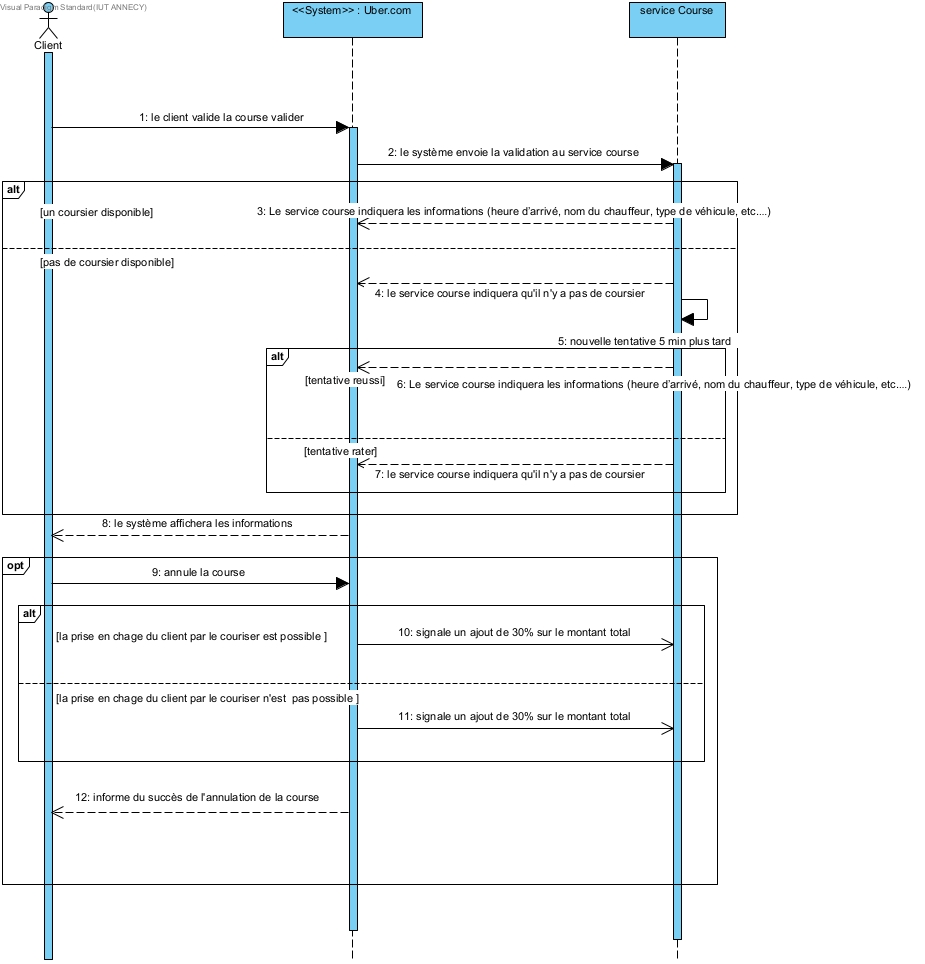 Visual Paradigm Standard(IUT ANNECY)
<<System>> : Uber.com
service Course
Client
1: le client valide la course valider
2: le système envoie la validation au service course
alt
[un coursier disponible]
3: Le service course indiquera les informations (heure d'arrivé, nom du chauffeur, type de véhicule, etc....)
[pas de coursier disponible]
4: le service course indiquera qu'il n'y a pas de coursier
5: nouvelle tentative 5 min plus tard
alt
[tentative reussi]
6: Le service course indiquera les informations (heure d'arrivé, nom du chauffeur, type de véhicule, etc....)
[tentative rater]
7: le service course indiquera qu'il n'y a pas de coursier
8: le système affichera les informations
opt
9: annule la course
alt
[la prise en chage du client par le couriser est possible ]
10: signale un ajout de 30% sur le montant total
[la prise en chage du client par le couriser n'est  pas possible ]
11: signale un ajout de 30% sur le montant total
12: informe du succès de l'annulation de la course